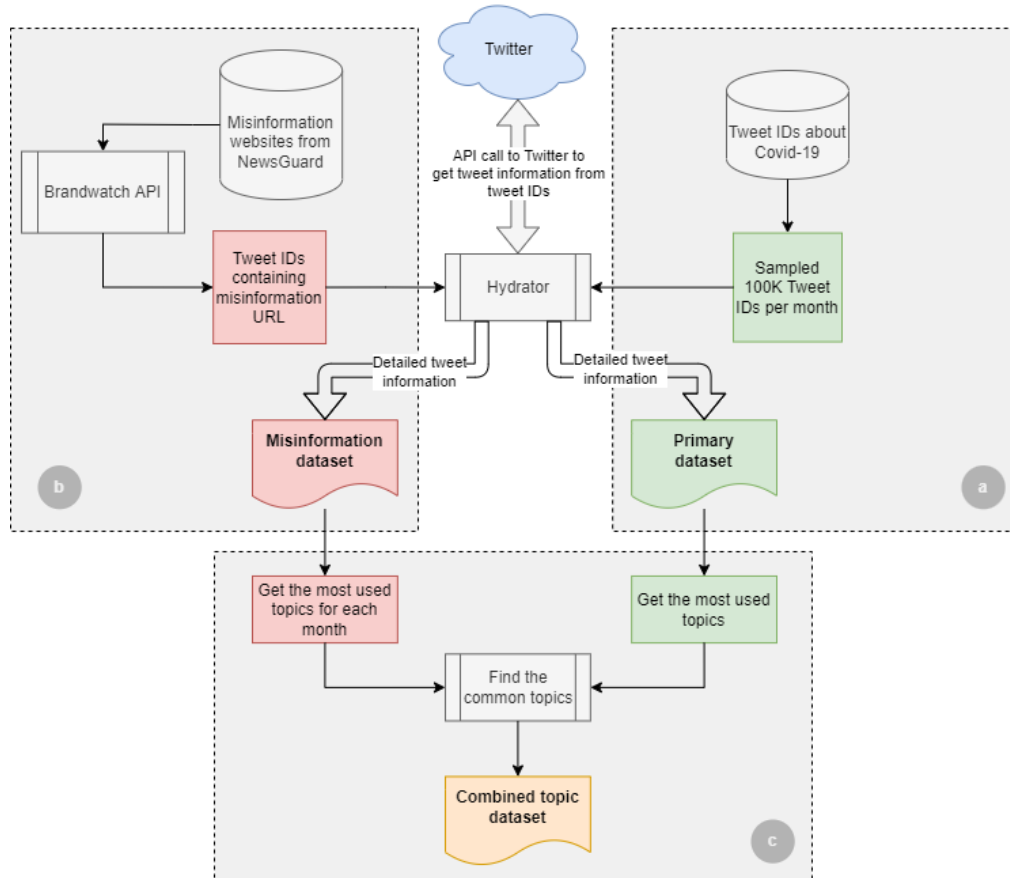 Twitter
Misinformation
websites from
NewsGuard
Tweet IDs about
Covid-19
API call to Twitter to
get tweet information from
tweet IDs
Brandwatch API
Tweet IDs
containing
misinformation
URL
Hydrator
Sampled
100K Tweet
IDs per month
Detailed tweet
information
Detailed tweet
information
Misinformation
dataset
Primary
dataset
b
a
Get the most used
topics for each
month
Get the most used
topics
Find the
common topics
Combined topic
dataset
c